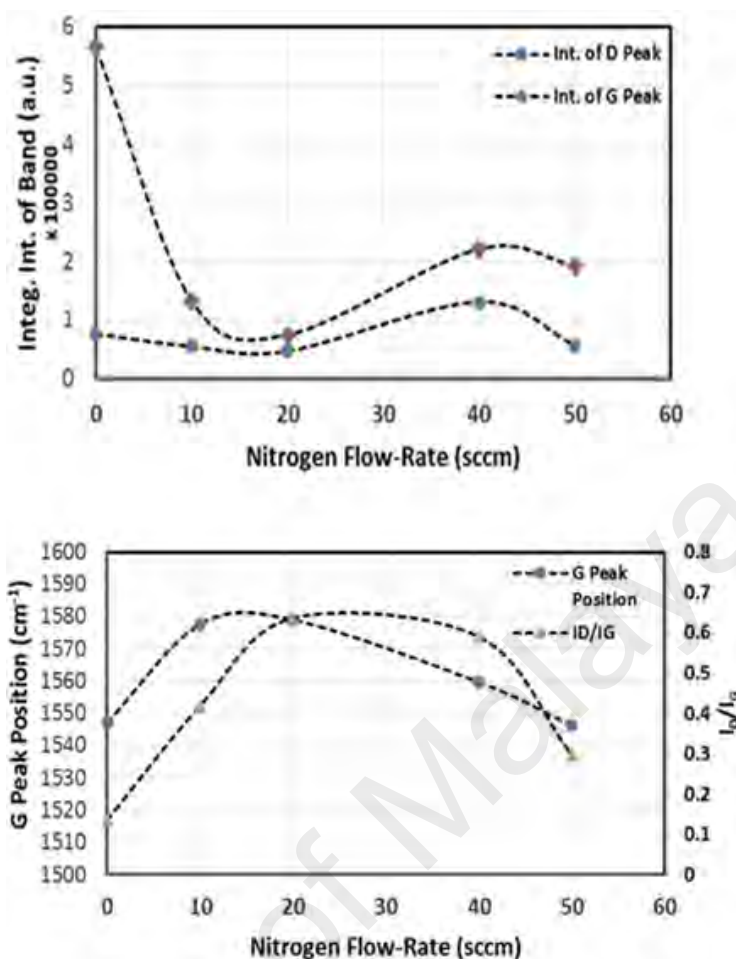 6
5
4
3
2
1
0
Integ. Int. of Band (a.u.)
x 100000
Int. of D Peak
Int. of G Peak
0 10 20 30 40 50 60
Nitrogen Flow-Rate (sccm)
1600
1590
1580
1570
1560
1550
1540
1530
1520
1510
1500
G Peak Position (cm⁻¹)
G Peak
Position
ID/IG
0.8
0.7
0.6
0.5
0.4
0.3
0.2
0.1
0
I_D/I_G
0 10 20 30 40 50 60
Nitrogen Flow-Rate (sccm)
of Malaya